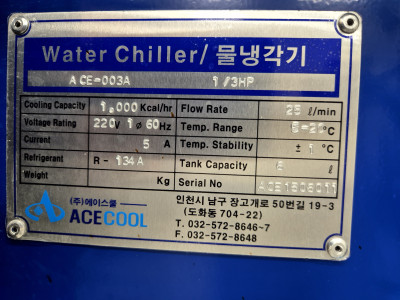 Water Chiller/ 물냉각기
ACE-003A 1/3HP
Cooling Capacity 1,000 Kcal/hr Flow Rate 25 ℓ/min
Voltage Rating 220V 1ø 60Hz Temp. Range 5-20°C
Current 5 A Temp. Stability ± 1 °C
Refrigerant R-134A Tank Capacity ℓ
Weight Kg Serial No
(주)에이스쿨
ACECOOL
인천시 남구 장고개로 50번길 19-3
(도화동 704-22)
T. 032-572-8646~7
F. 032-572-8648